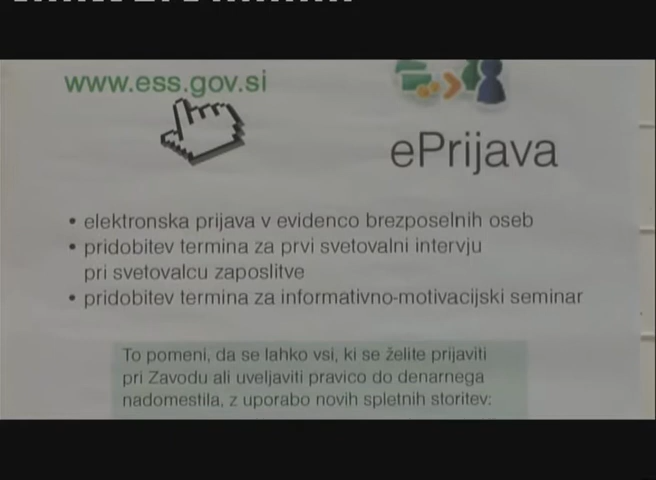 www.ess.gov.si
ePrijava
• elektronska prijava v evidenco brezposelnih oseb
• pridobitev termina za prvi svetovalni intervju
pri svetovalcu zaposlitve
• pridobitev termina za informativno-motivacijski seminar
To pomeni, da se lahko vsi, ki se želite prijaviti
pri Zavodu ali uveljaviti pravico do denarnega
nadomestila, z uporabo novih spletnih storitev: